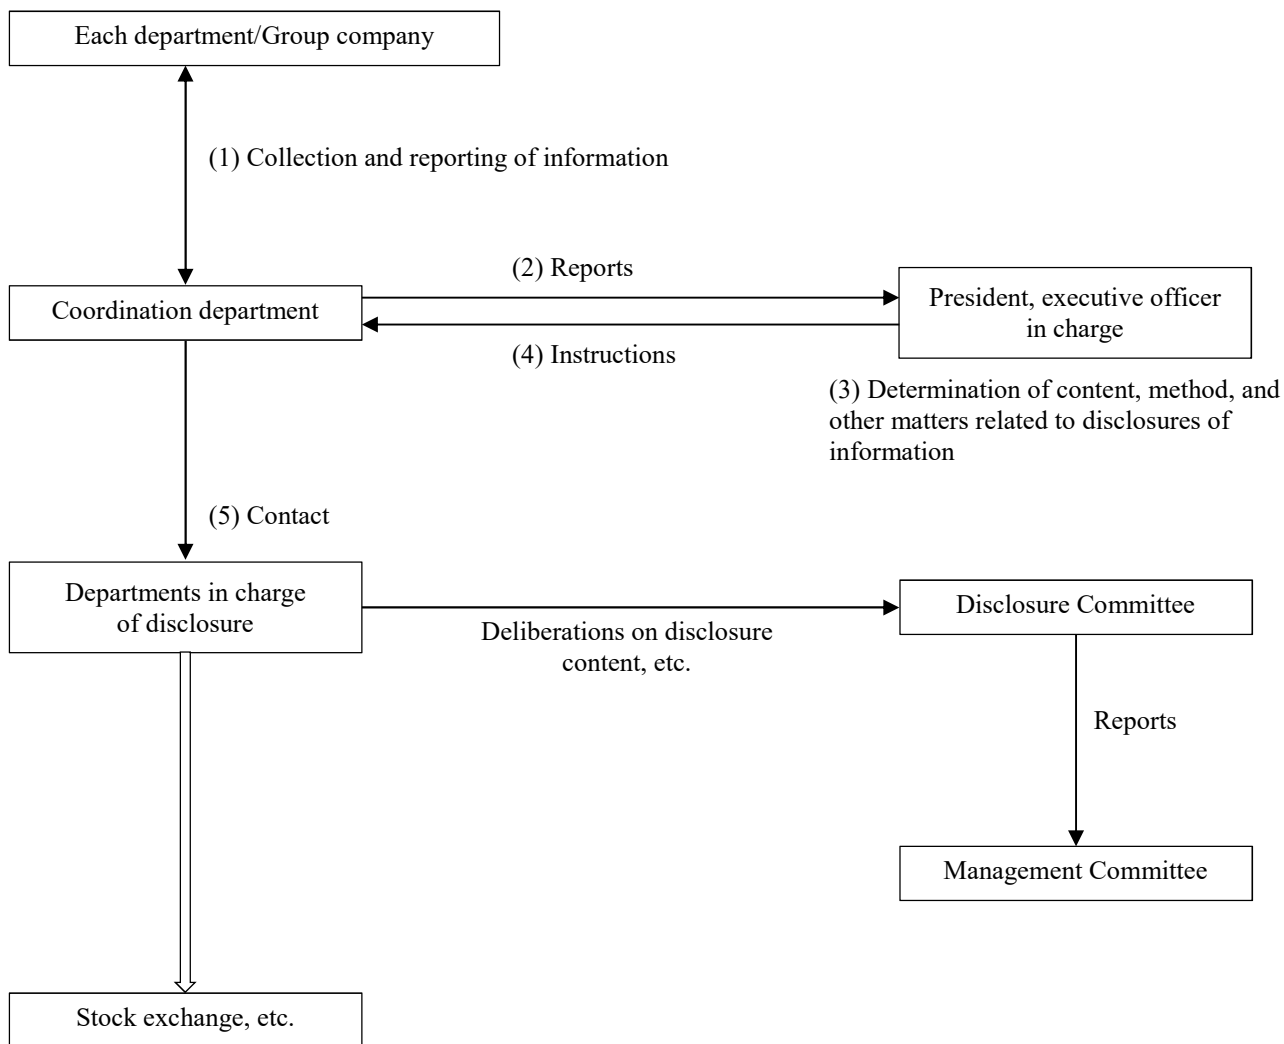 Each department/Group company
(1) Collection and reporting of information
(2) Reports
Coordination department
President, executive officer
in charge
(4) Instructions
(3) Determination of content, method, and
other matters related to disclosures of
information
(5) Contact
Departments in charge
of disclosure
Disclosure Committee
Deliberations on disclosure
content, etc.
Reports
Management Committee
Stock exchange, etc.